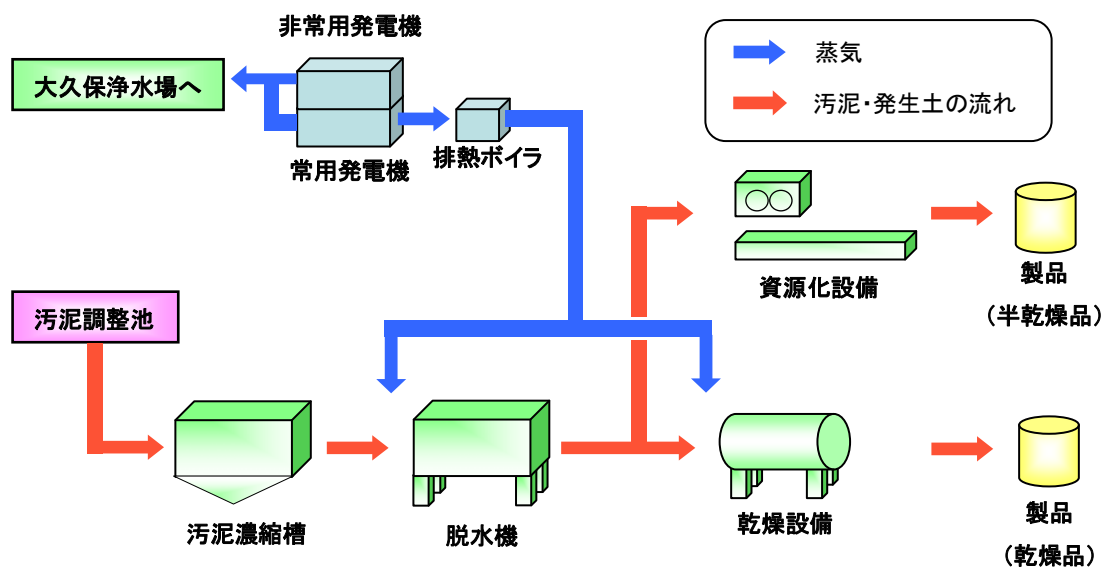 非常用発電機
大久保浄水場へ
常用発電機
排熱ボイラ
蒸気
汚泥・発生土の流れ
資源化設備
製品
（半乾燥品）
汚泥調整池
汚泥濃縮槽
脱水機
乾燥設備
製品
（乾燥品）